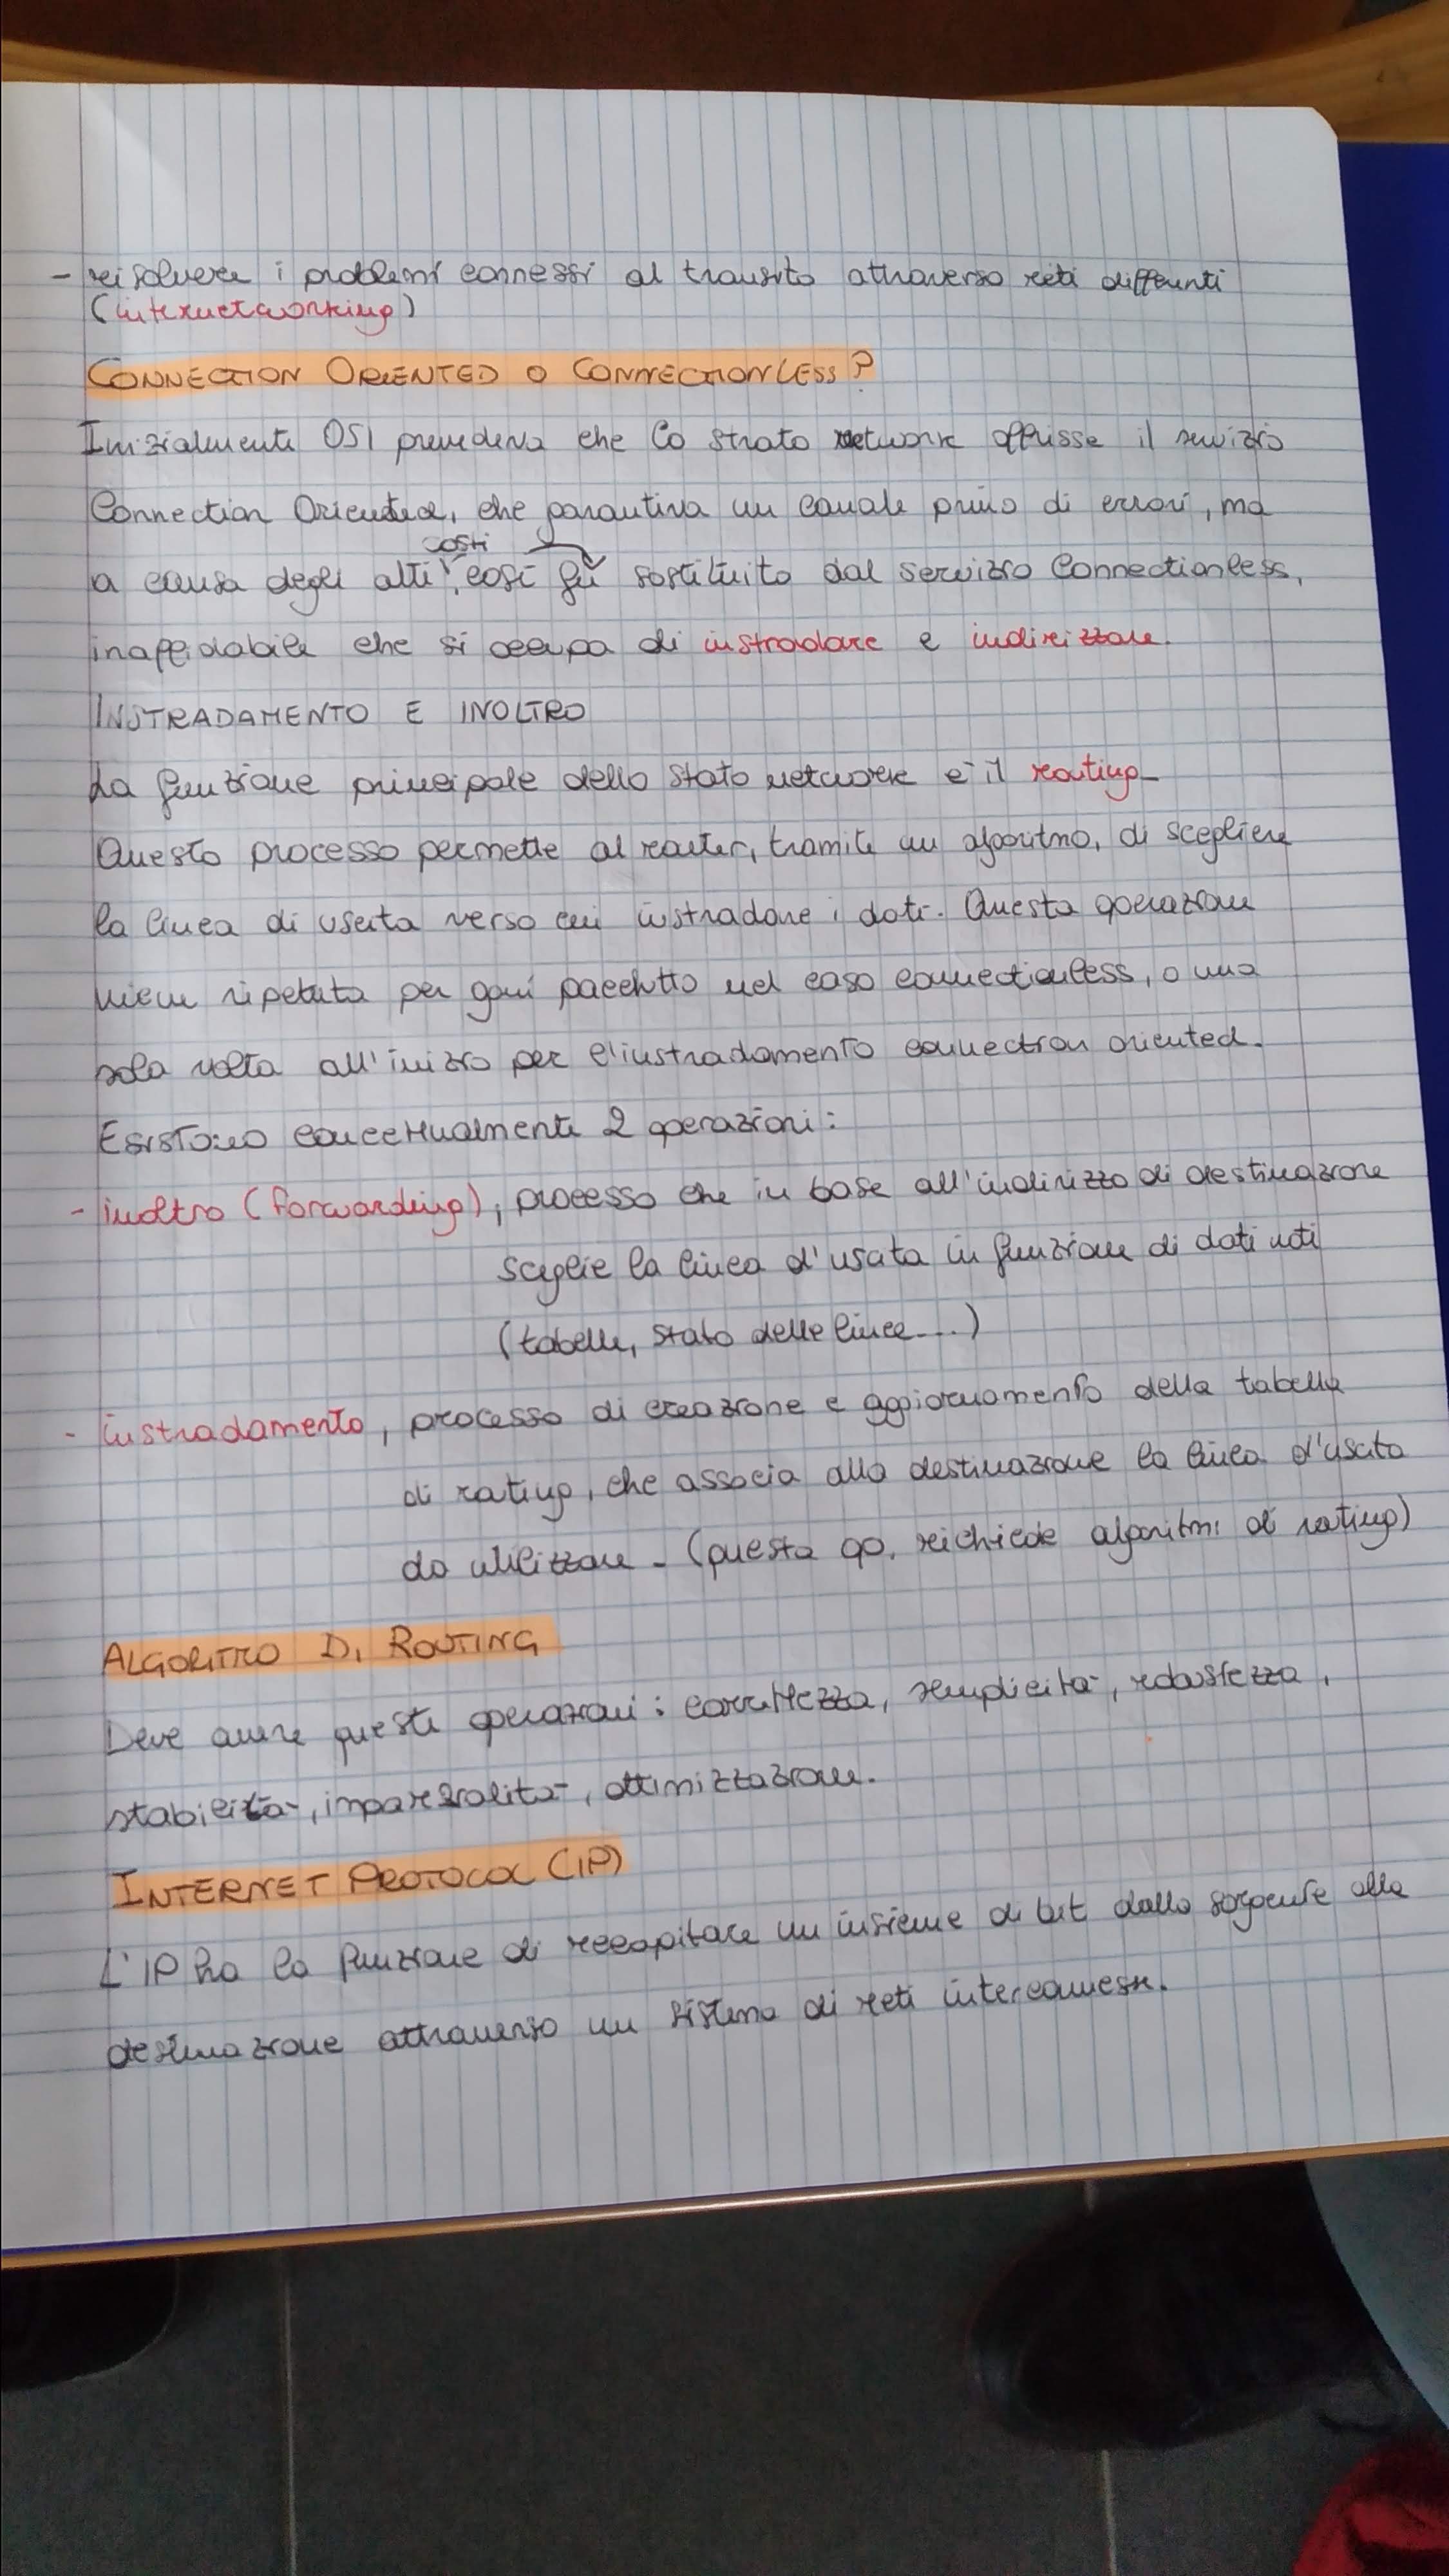 - risolvere i problemi connessi al transito attraverso reti differenti
(internetworking)
CONNECTION ORIENTED O CONNECTIONLESS?
Inizialmente OSI prevedeva che lo strato network offrisse il servizio
Connection Oriented, che garantiva un canale privo di errori, ma
costi
a causa degli alti, così fù sostituito dal servizio Connectionless,
inaffidabile che si occupa di instradare e indirizzare.
INSTRADAMENTO E INOLTRO
La funzione principale dello stato network è il routing.
Questo processo permette al router, tramite un algoritmo, di scegliere
la linea di uscita verso cui instradare i dati. Questa operazione
viene ripetuta per ogni pacchetto nel caso connectionless, o una
sola volta all'inizio per l'instradamento connection oriented.
Esistono concettualmente 2 operazioni:
- inoltro (forwarding), processo che in base all'indirizzo di destinazione
sceglie la linea d'uscita in funzione di dati noti
(tabelle, stato delle linee...)
- instradamento, processo di creazione e aggiornamento della tabella
di rating, che associa alla destinazione la linea d'uscita
da utilizzare. (questa op. richiede algoritmi di rating)
ALGORITMO DI ROUTING
Deve avere queste operazioni: correttezza, semplicità, robustezza,
stabilità, imparzialità, ottimizzazione.
INTERNET PROTOCOL (IP)
L'IP ha la funzione di recapitare un insieme di bit dalla sorgente alla
destinazione attraverso un sistema di reti interconnesse.